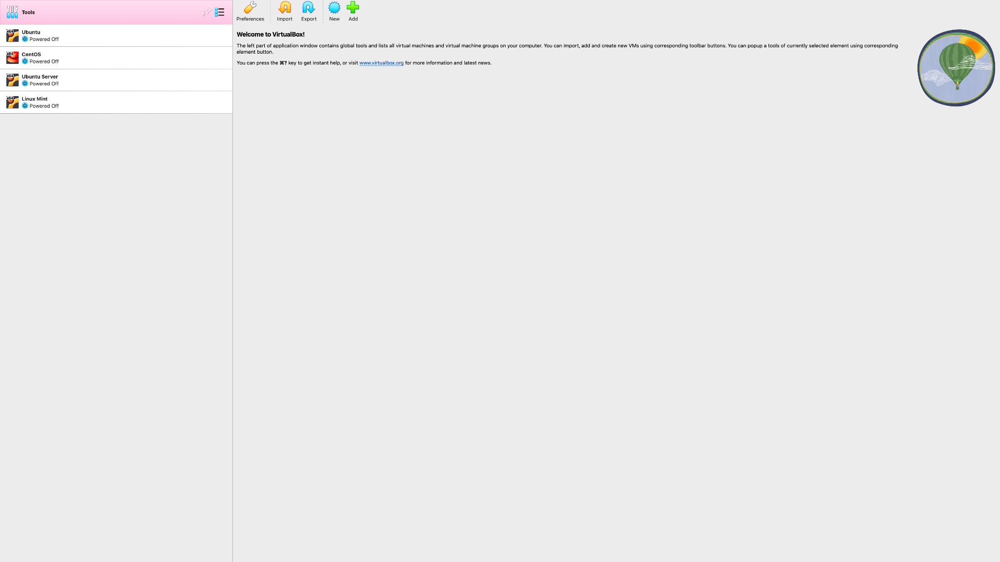 Tools
x64
Ubuntu
Powered Off
x64
CentOS
Powered Off
x64
Ubuntu Server
Powered Off
x64
Linux Mint
Powered Off
Preferences
Import
Export
New
Add
Welcome to VirtualBox!
The left part of application window contains global tools and lists all virtual machines and virtual machine groups on your computer. You can import, add and create new VMs using corresponding toolbar buttons. You can popup a tools of currently selected element using corresponding
element button.
You can press the ⌘? key to get instant help, or visit www.virtualbox.org for more information and latest news.